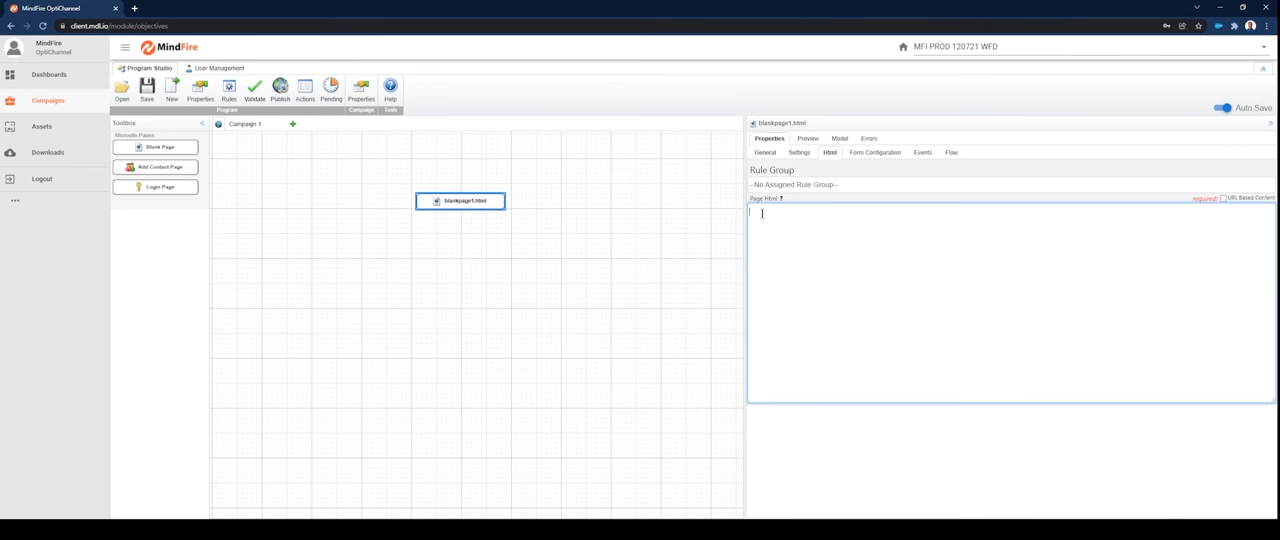 MindFire OptiChannel
client.mdl.io/module/objectives
MindFire
OptiChannel
Dashboards
Campaigns
Assets
Downloads
Logout
MindFire
MFI PROD 120721 WFD
Program Studio
User Management
Open
Save
New
Properties
Rules
Validate
Publish
Actions
Pending
Properties
Help
Program
Campaign
Tools
Auto Save
Toolbox
Microsite Pages
Blank Page
Add Contact Page
Login Page
Campaign 1
blankpage1.html
blankpage1.html
Properties
Preview
Model
Errors
General
Settings
Html
Form Configuration
Events
Flow
Rule Group
--No Assigned Rule Group--
Page Html ?
required!
URL Based Content